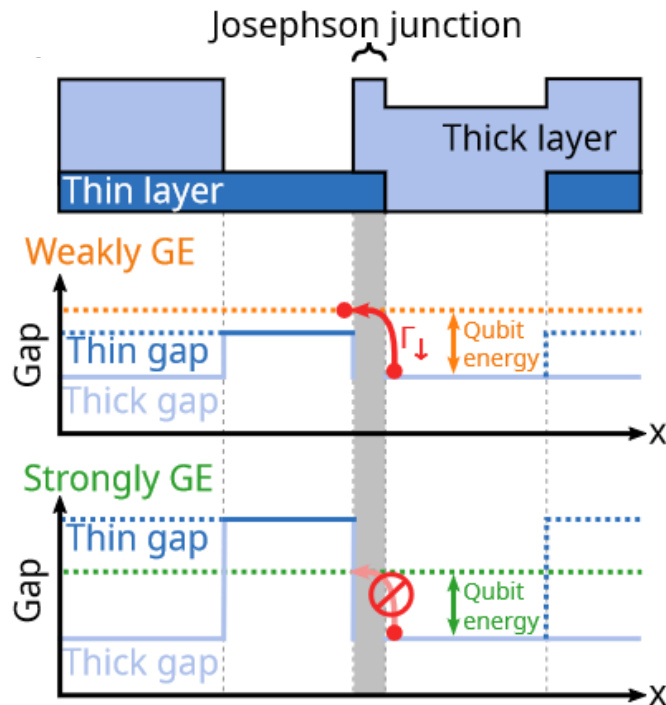 Josephson junction
Thick layer
Thin layer
Weakly GE
Gap
Thin gap
Thick gap
Γ↓
Qubit
energy
x
Strongly GE
Gap
Thin gap
Thick gap
Qubit
energy
x